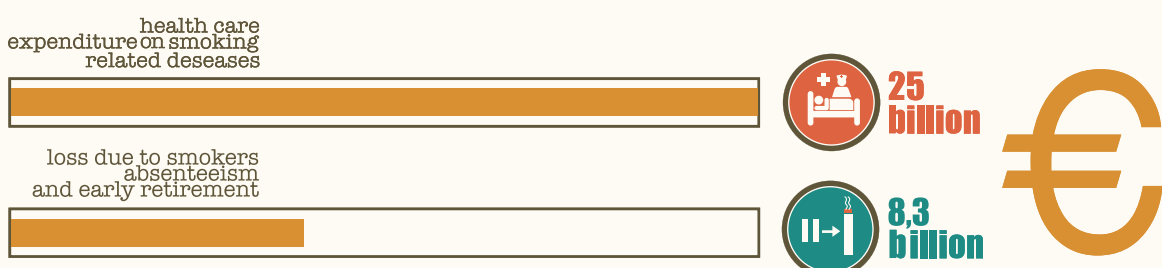 health care
expenditure on smoking
related deseases
25
billion
€
loss due to smokers
absenteeism
and early retirement
8,3
billion